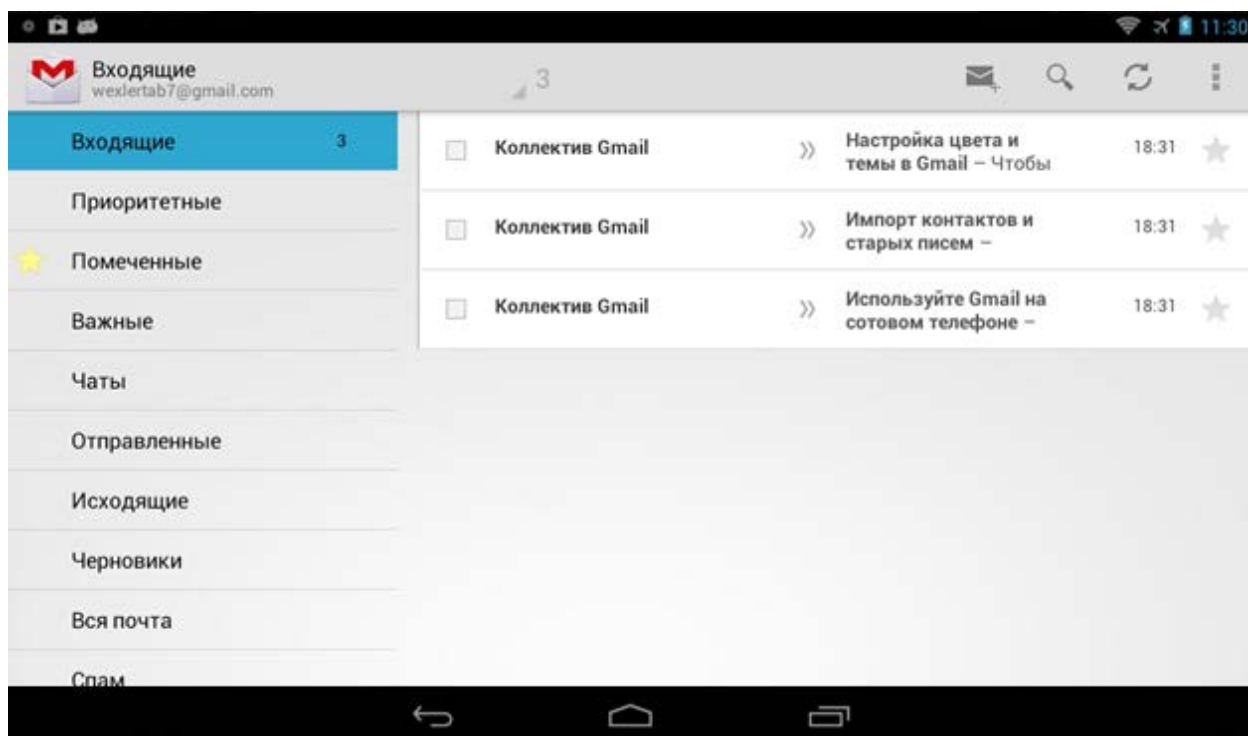 11:30
Входящие
wexlertab7@gmail.com
3
Входящие 3
Приоритетные
Помеченные
Важные
Чаты
Отправленные
Исходящие
Черновики
Вся почта
Спам
Коллектив Gmail
Настройка цвета и
темы в Gmail – Чтобы
18:31
Коллектив Gmail
Импорт контактов и
старых писем –
18:31
Коллектив Gmail
Используйте Gmail на
сотовом телефоне –
18:31